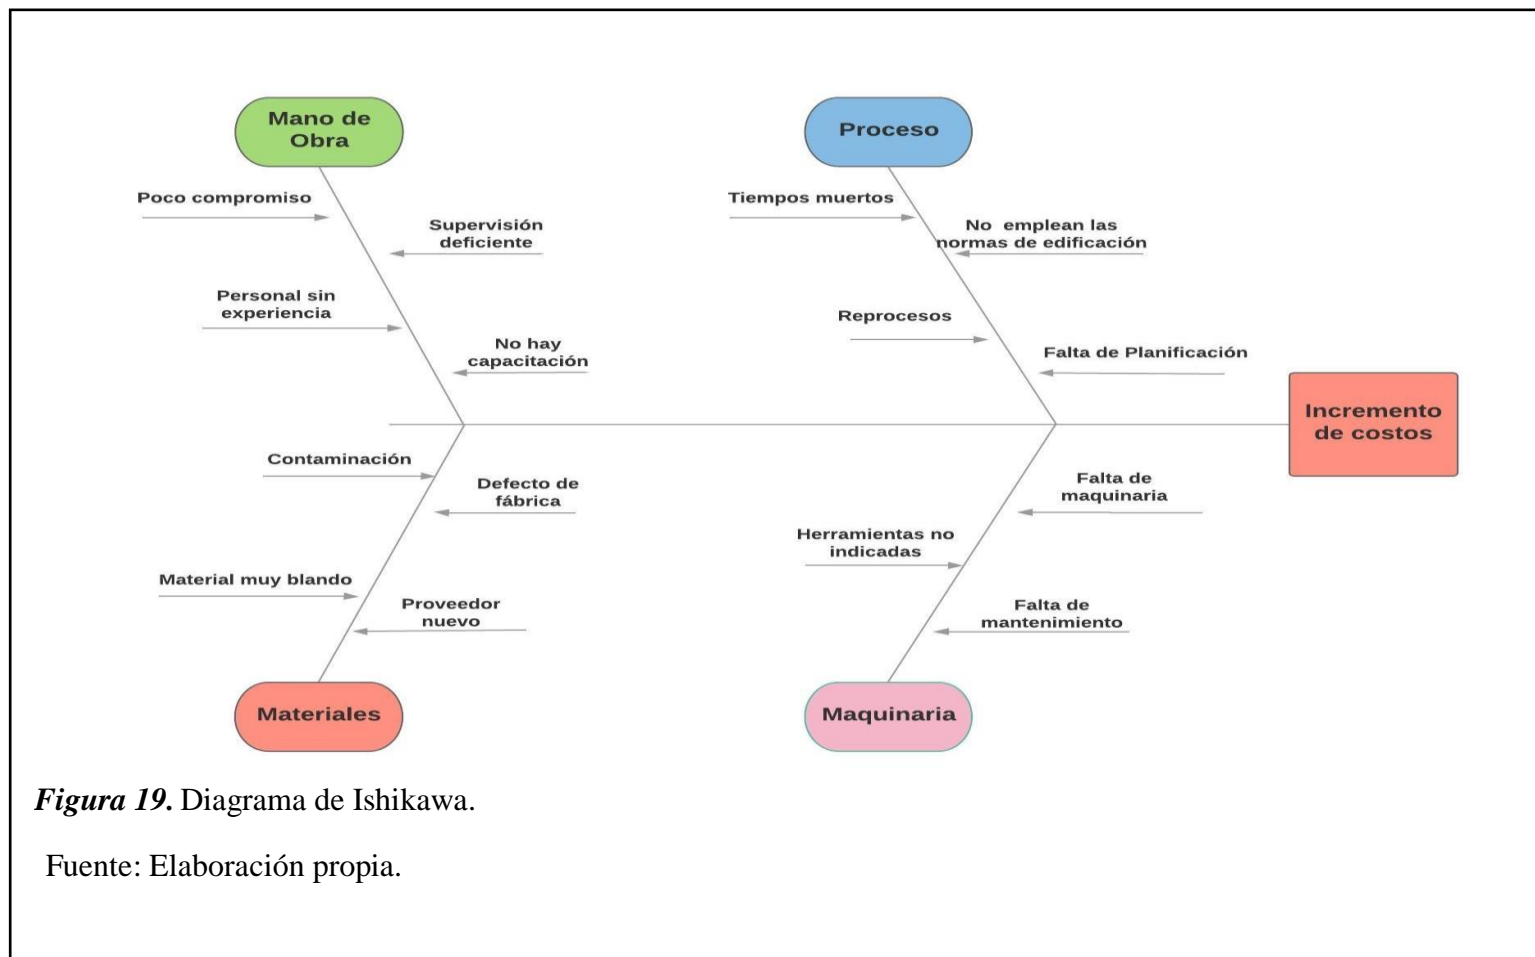 Mano de
Obra
Proceso
Poco compromiso
Tiempos muertos
Supervisión
deficiente
No emplean las
normas de edificación
Personal sin
experiencia
Reprocesos
No hay
capacitación
Falta de Planificación
Incremento
de costos
Contaminación
Defecto de
fábrica
Falta de
maquinaria
Herramientas no
indicadas
Material muy blando
Proveedor
nuevo
Falta de
mantenimiento
Materiales
Maquinaria
Figura 19. Diagrama de Ishikawa.
Fuente: Elaboración propia.